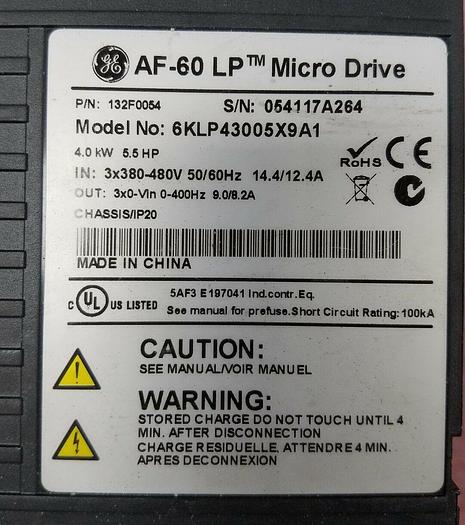 GE AF-60 LP™ Micro Drive
P/N: 132F0054 S/N: 054117A264
Model No: 6KLP43005X9A1
4.0 kW 5.5 HP
IN: 3x380-480V 50/60Hz 14.4/12.4A
OUT: 3x0-Vin 0-400Hz 9.0/8.2A
CHASSIS/IP20
RoHS CE
MADE IN CHINA
C UL US LISTED 5AF3 E197041 Ind.contr.Eq.
See manual for prefuse.Short Circuit Rating:100kA
CAUTION:
SEE MANUAL/VOIR MANUEL
WARNING:
STORED CHARGE DO NOT TOUCH UNTIL 4
MIN. AFTER DISCONNECTION
CHARGE RESIDUELLE, ATTENDRE 4 MIN.
APRES DECONNEXION